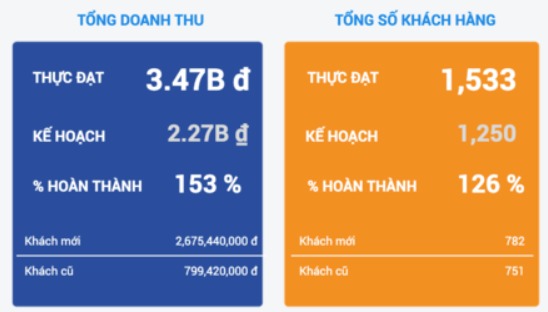 TỔNG DOANH THU
THỰC ĐẠT 3.47B đ
KẾ HOẠCH 2.27B ₫
% HOÀN THÀNH 153 %
Khách mới 2,675,440,000 đ
Khách cũ 799,420,000 đ
TỔNG SỐ KHÁCH HÀNG
THỰC ĐẠT 1,533
KẾ HOẠCH 1,250
% HOÀN THÀNH 126 %
Khách mới 782
Khách cũ 751